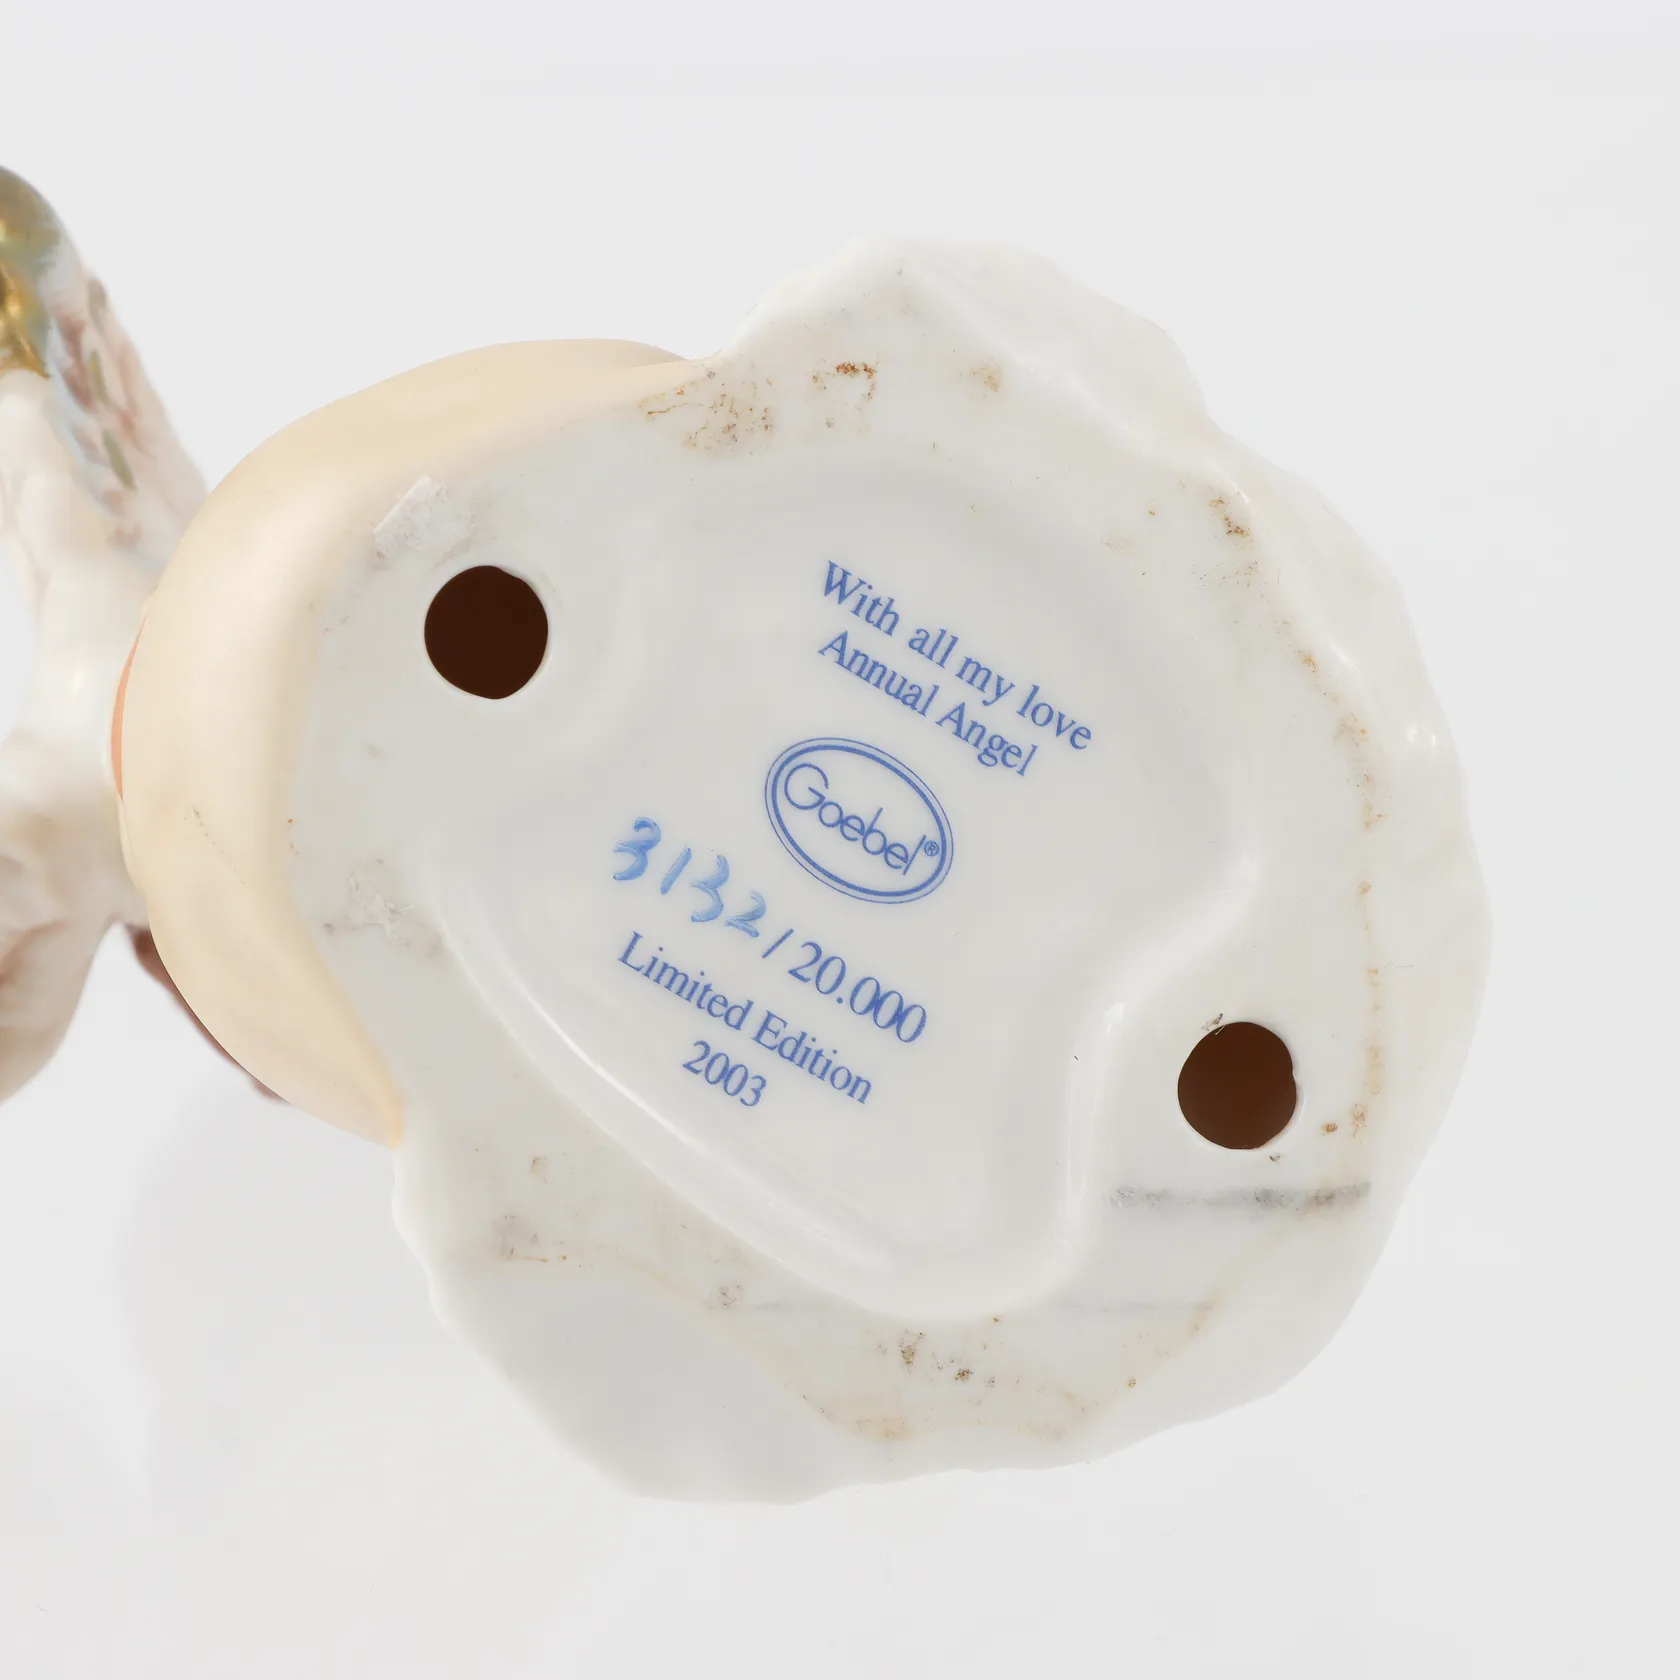 With all my love
Annual Angel
Goebel®
3132/20.000
Limited Edition
2003